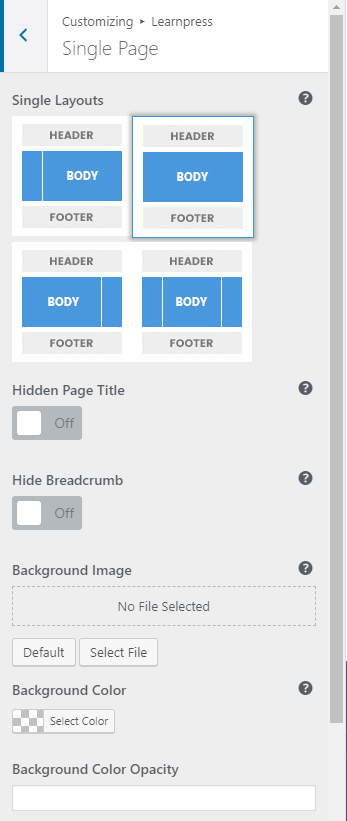 Customizing ▸ Learnpress
Single Page
Single Layouts
HEADER HEADER
BODY BODY
FOOTER FOOTER
HEADER HEADER
BODY BODY
FOOTER FOOTER
Hidden Page Title
Off
Hide Breadcrumb
Off
Background Image
No File Selected
Default Select File
Background Color
Select Color
Background Color Opacity